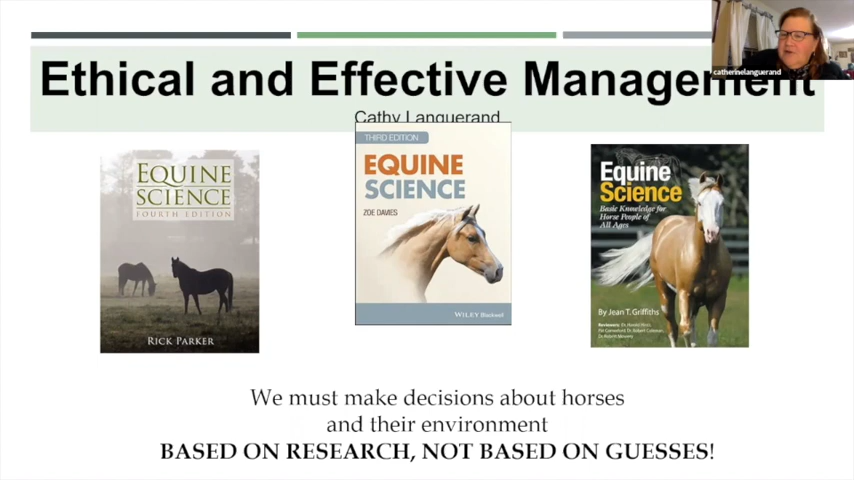 Ethical and Effective Management
catherinelanguerand
Cathy Languerand
EQUINE
SCIENCE
FOURTH EDITION
RICK PARKER
THIRD EDITION
EQUINE
SCIENCE
ZOE DAVIES
WILEY Blackwell
Equine
Science
Basic Knowledge for
Horse People of
All Ages
By Jean T. Griffiths
We must make decisions about horses
and their environment
BASED ON RESEARCH, NOT BASED ON GUESSES!